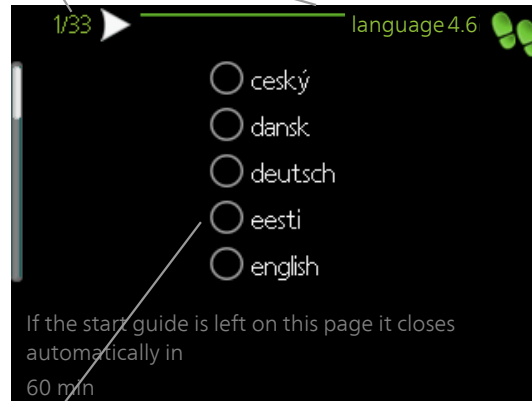 1/33 language 4.6
ceský
dansk
deutsch
eesti
english
If the start guide is left on this page it closes
automatically in
60 min